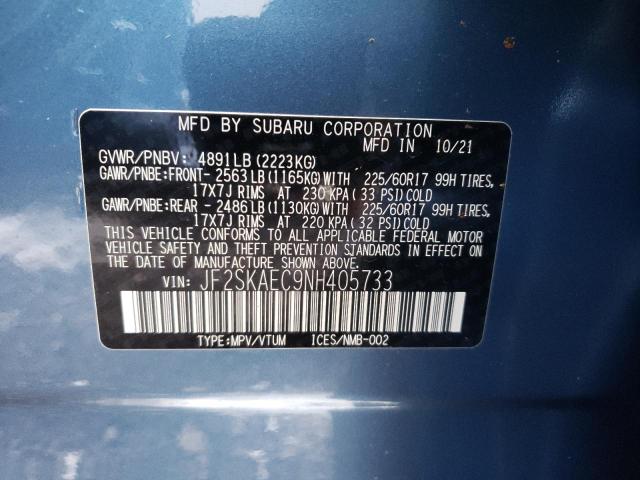 MFD BY SUBARU CORPORATION
MFD IN 10/21
GVWR/PNBV: 4891LB(2223KG)
GAWR/PNBE:FRONT- 2563LB(1165KG)WITH 225/60R17 99H TIRES,
17X7J RIMS AT 230 KPA(33 PSI)COLD
GAWR/PNBE:REAR - 2486LB(1130KG)WITH 225/60R17 99H TIRES,
17X7J RIMS AT 220 KPA(32 PSI)COLD
THIS VEHICLE CONFORMS TO ALL APPLICABLE FEDERAL MOTOR
VEHICLE SAFETY AND THEFT PREVENTION STANDARDS IN EFFECT ON
THE DATE OF MANUFACTURE SHOWN ABOVE.
VIN: JF2SKAEC9NH405733
TYPE:MPV/VTUM ICES/NMB-002